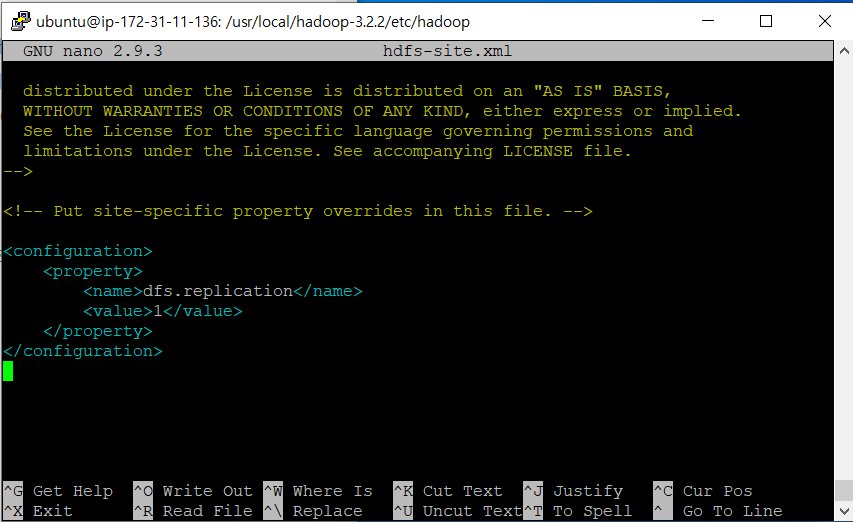 ubuntu@ip-172-31-11-136: /usr/local/hadoop-3.2.2/etc/hadoop
GNU nano 2.9.3 hdfs-site.xml
distributed under the License is distributed on an "AS IS" BASIS,
WITHOUT WARRANTIES OR CONDITIONS OF ANY KIND, either express or implied.
See the License for the specific language governing permissions and
limitations under the License. See accompanying LICENSE file.
-->
<!-- Put site-specific property overrides in this file. -->
<configuration>
<property>
<name>dfs.replication</name>
<value>1</value>
</property>
</configuration>
^G Get Help ^O Write Out ^W Where Is ^K Cut Text ^J Justify ^C Cur Pos
^X Exit ^R Read File ^\ Replace ^U Uncut Text ^T To Spell ^_ Go To Line